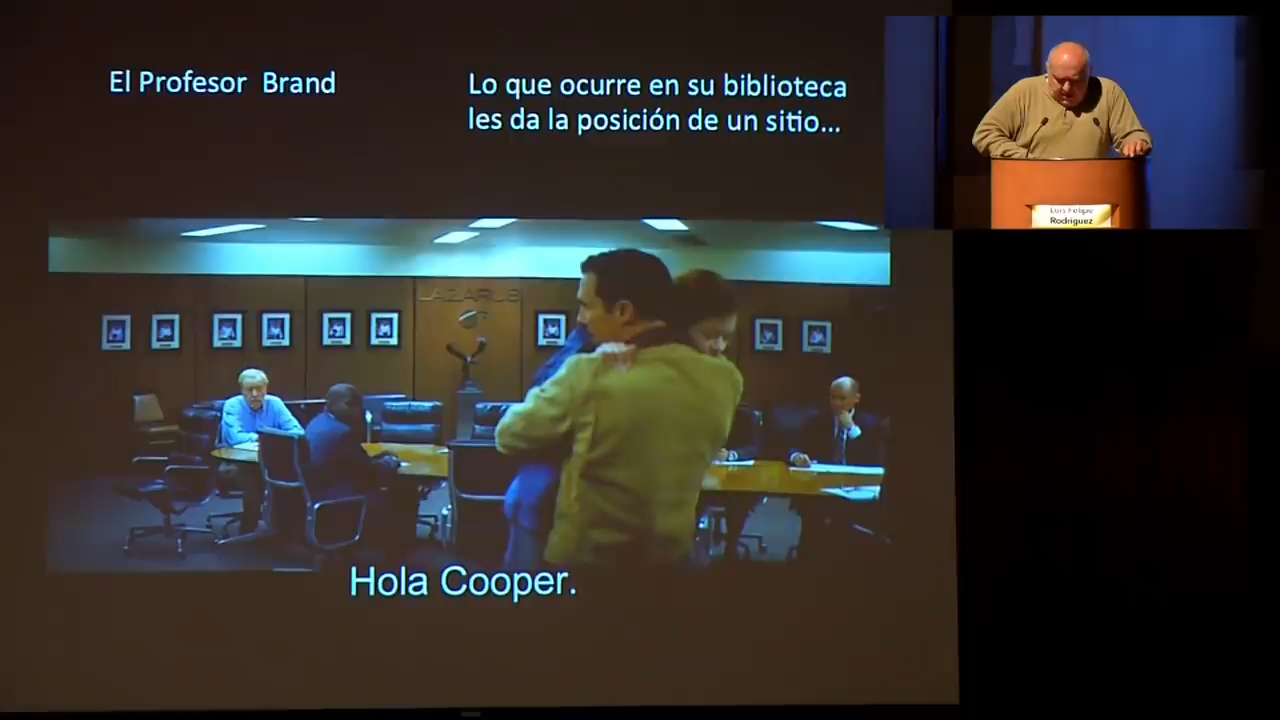 El Profesor Brand
Lo que ocurre en su biblioteca
les da la posición de un sitio...
LAZARUS
Hola Cooper.
Luis Felipe
Rodriguez